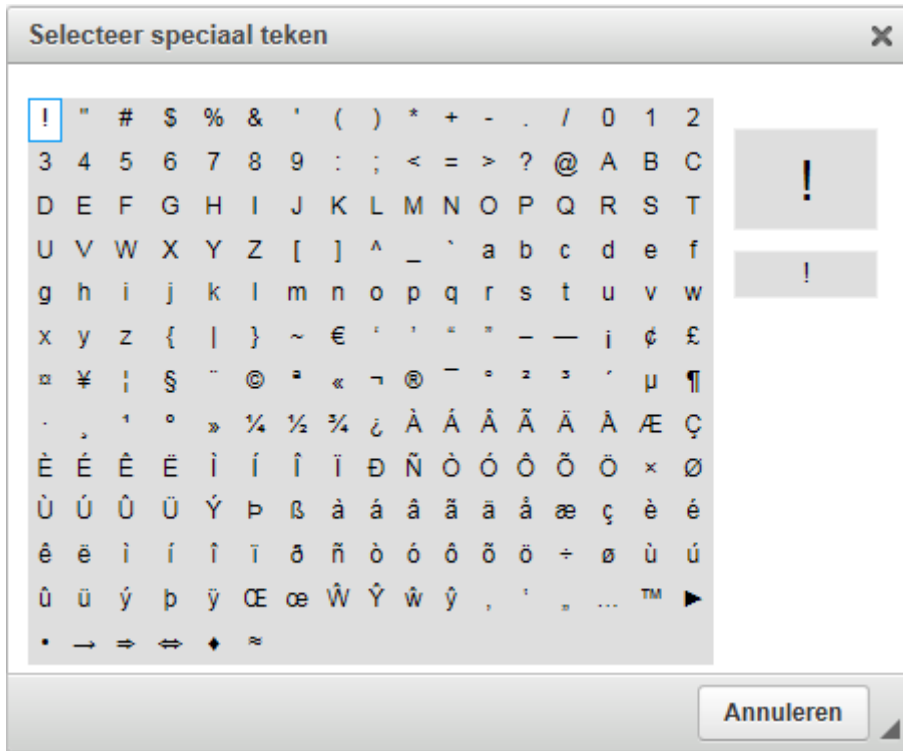 Selecteer speciaal teken
! " # $ % & ' ( ) * + - . / 0 1 2
!
3 4 5 6 7 8 9 : ; < = > ? @ A B C
D E F G H I J K L M N O P Q R S T
U V W X Y Z [ ] ^ _ ` a b c d e f
!
g h i j k l m n o p q r s t u v w
x y z { | } ~ € ‘ ’ “ ” – — ¡ ¢ £
¤ ¥ ¦ § ¨ © ª « ¬ ® ¯ ° ² ³ ´ µ ¶
· ¸ ¹ º » ¼ ½ ¾ ¿ À Á Â Ã Ä Å Æ Ç
È É Ê Ë Ì Í Î Ï Ð Ñ Ò Ó Ô Õ Ö × Ø
Ù Ú Û Ü Ý Þ ß à á â ã ä å æ ç è é
ê ë ì í î ï ð ñ ò ó ô õ ö ÷ ø ù ú
û ü ý þ ÿ Œ œ Ŵ Ŷ ŵ ŷ ‚ ‛ „ … ™ ►
• → ⇒ ⇔ ♦ ≈
Annuleren